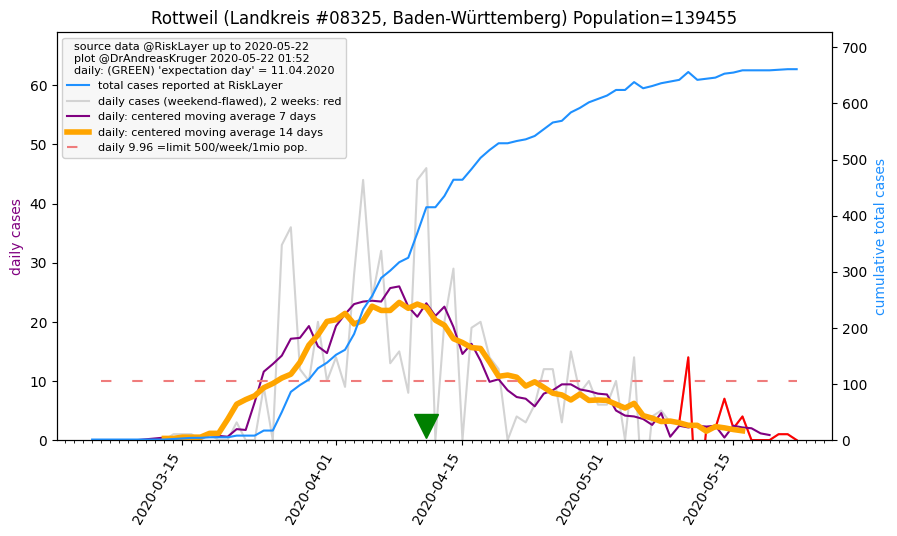 Rottweil (Landkreis #08325, Baden-Württemberg) Population=139455
source data @RiskLayer up to 2020-05-22
plot @DrAndreasKruger 2020-05-22 01:52
daily: (GREEN) 'expectation day' = 11.04.2020
total cases reported at RiskLayer
daily cases (weekend-flawed), 2 weeks: red
daily: centered moving average 7 days
daily: centered moving average 14 days
daily 9.96 =limit 500/week/1mio pop.
daily cases
60
50
40
30
20
10
0
cumulative total cases
700
600
500
400
300
200
100
0
2020-03-15
2020-04-01
2020-04-15
2020-05-01
2020-05-15